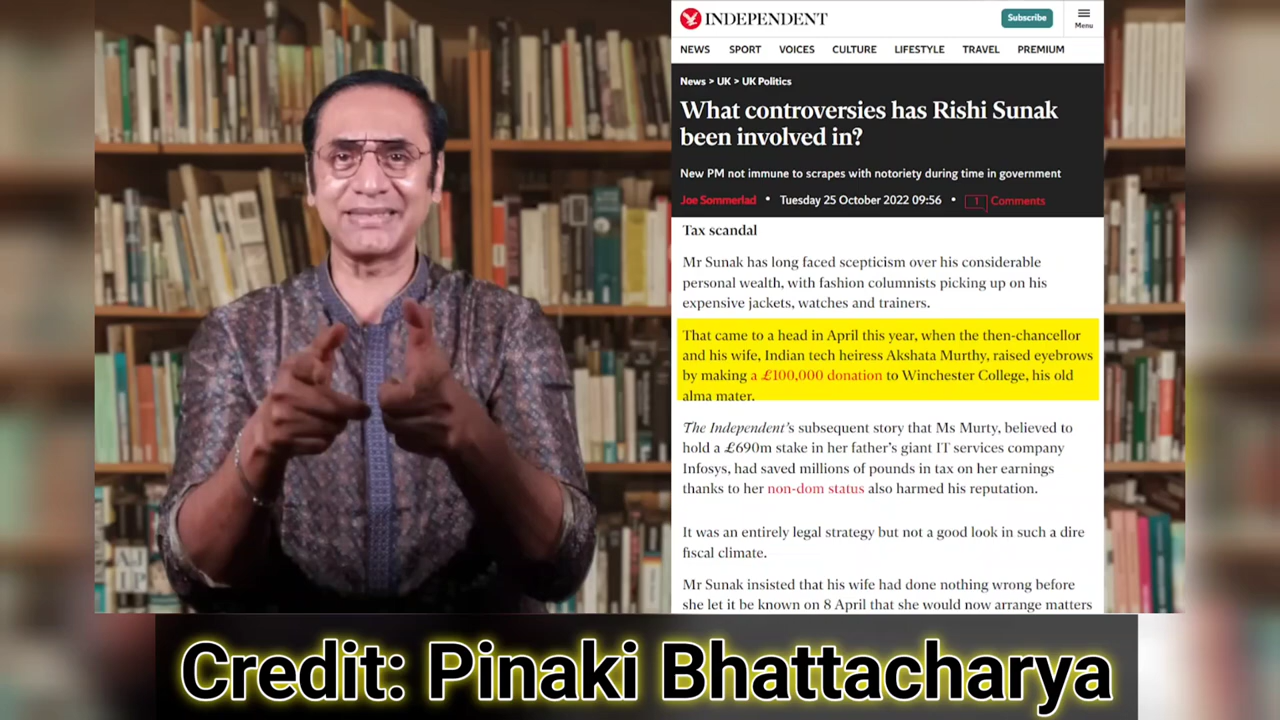 INDEPENDENT
Subscribe
Menu
NEWS SPORT VOICES CULTURE LIFESTYLE TRAVEL PREMIUM
News > UK > UK Politics
What controversies has Rishi Sunak
been involved in?
New PM not immune to scrapes with notoriety during time in government
Joe Sommerlad • Tuesday 25 October 2022 09:56 • 1 Comments
Tax scandal
Mr Sunak has long faced scepticism over his considerable
personal wealth, with fashion columnists picking up on his
expensive jackets, watches and trainers.
That came to a head in April this year, when the then-chancellor
and his wife, Indian tech heiress Akshata Murthy, raised eyebrows
by making a £100,000 donation to Winchester College, his old
alma mater.
The Independent's subsequent story that Ms Murty, believed to
hold a £690m stake in her father's giant IT services company
Infosys, had saved millions of pounds in tax on her earnings
thanks to her non-dom status also harmed his reputation.
It was an entirely legal strategy but not a good look in such a dire
fiscal climate.
Mr Sunak insisted that his wife had done nothing wrong before
she let it be known on 8 April that she would now arrange matters
Credit: Pinaki Bhattacharya